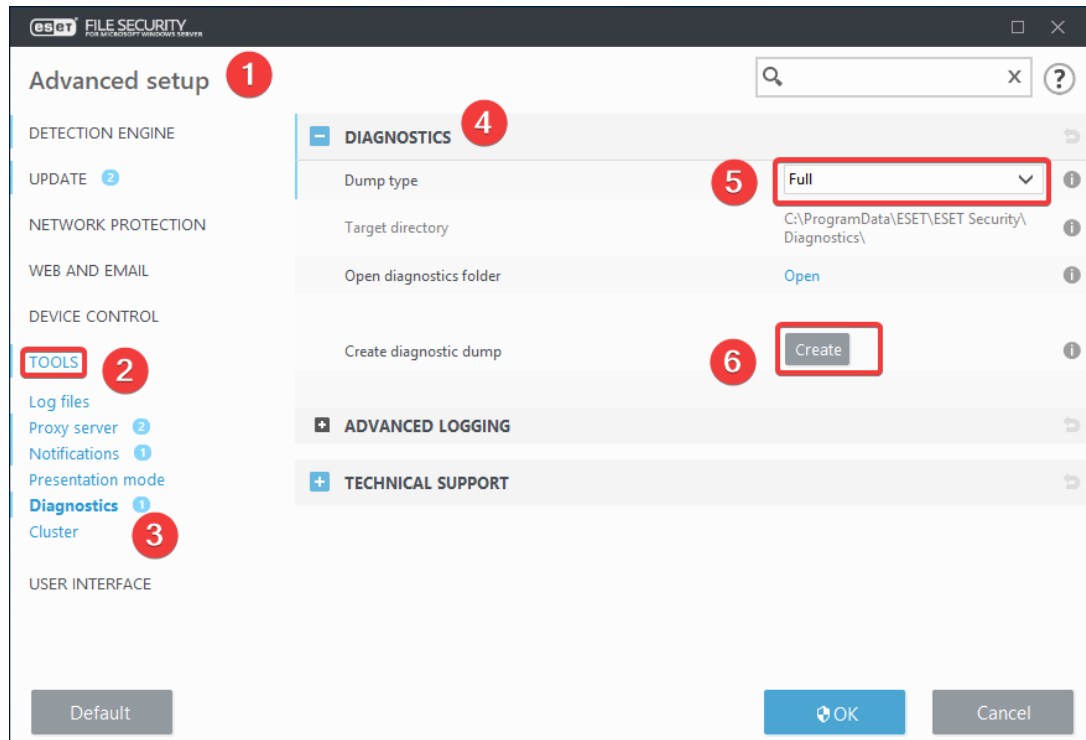 eset FILE SECURITY
FOR MICROSOFT WINDOWS SERVER
Advanced setup 1
x ?
DETECTION ENGINE
UPDATE 2
NETWORK PROTECTION
WEB AND EMAIL
DEVICE CONTROL
TOOLS 2
Log files
Proxy server 2
Notifications 1
Presentation mode
Diagnostics 1
Cluster 3
USER INTERFACE
DIAGNOSTICS 4
Dump type 5 Full
Target directory C:\ProgramData\ESET\ESET Security\
Diagnostics\
Open diagnostics folder Open
Create diagnostic dump 6 Create
ADVANCED LOGGING
TECHNICAL SUPPORT
Default OK Cancel